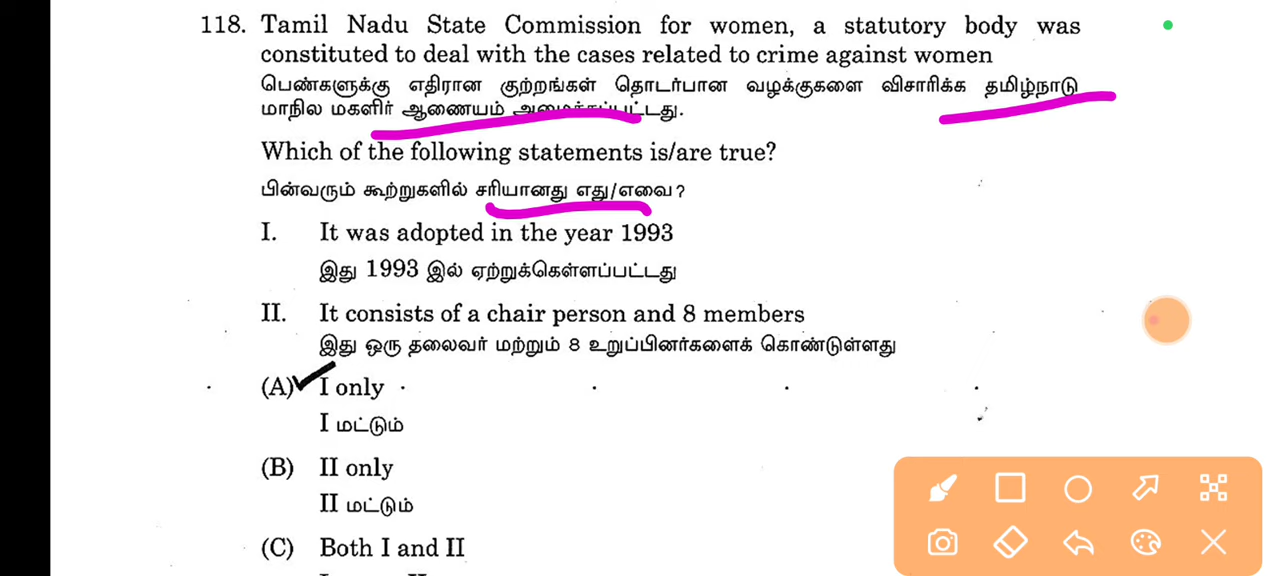 118. Tamil Nadu State Commission for women, a statutory body was
constituted to deal with the cases related to crime against women
பெண்களுக்கு எதிரான குற்றங்கள் தொடர்பான வழக்குகளை விசாரிக்க தமிழ்நாடு
மாநில மகளிர் ஆணையம் அமைக்கப்பட்டது.
Which of the following statements is/are true?
பின்வரும் கூற்றுகளில் சரியானது எது/எவை?
I. It was adopted in the year 1993
இது 1993 இல் ஏற்றுக்கெள்ளப்பட்டது
II. It consists of a chair person and 8 members
இது ஒரு தலைவர் மற்றும் 8 உறுப்பினர்களைக் கொண்டுள்ளது
(A) I only
I மட்டும்
(B) II only
II மட்டும்
(C) Both I and II